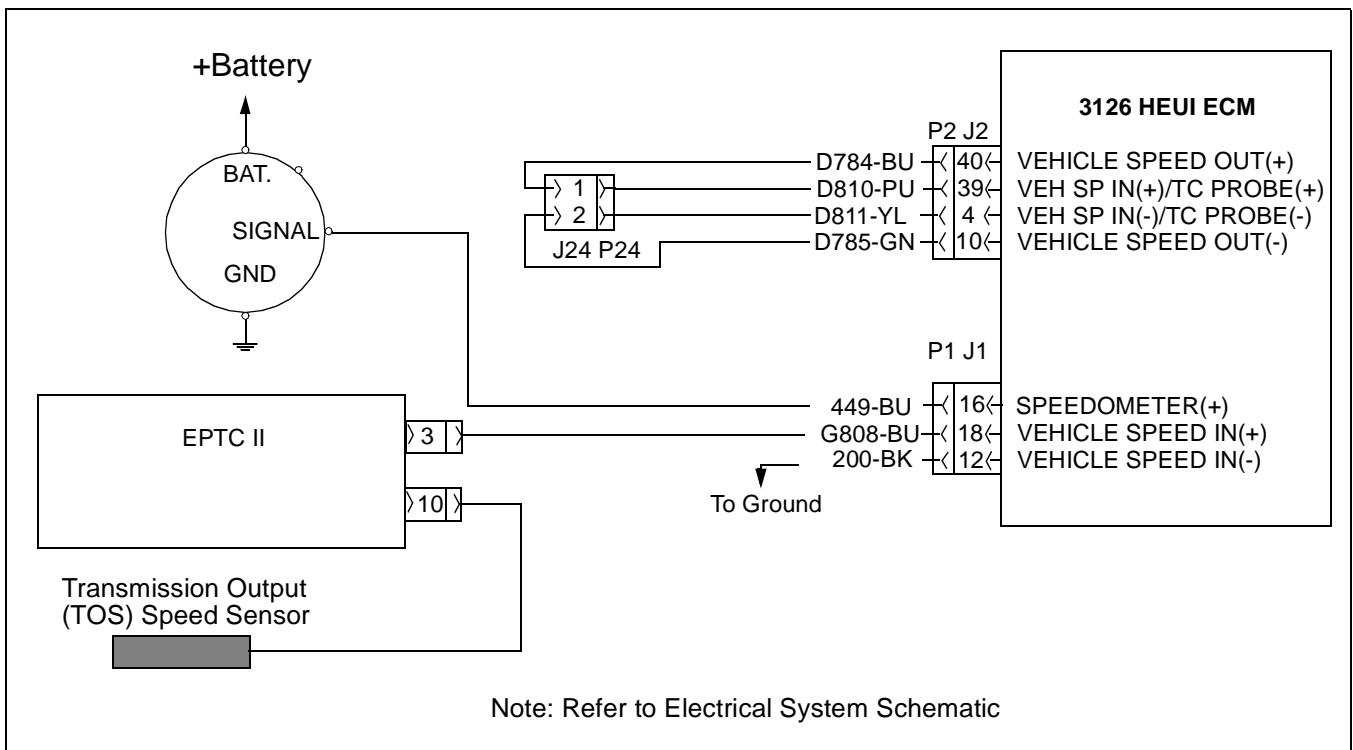 +Battery
BAT.
SIGNAL
GND
3126 HEUI ECM
P2 J2
D784-BU 40 VEHICLE SPEED OUT(+)
1 D810-PU 39 VEH SP IN(+)/TC PROBE(+)
2 D811-YL 4 VEH SP IN(-)/TC PROBE(-)
J24 P24 D785-GN 10 VEHICLE SPEED OUT(-)
P1 J1
449-BU 16 SPEEDOMETER(+)
EPTC II 3 G808-BU 18 VEHICLE SPEED IN(+)
200-BK 12 VEHICLE SPEED IN(-)
10
To Ground
Transmission Output
(TOS) Speed Sensor
Note: Refer to Electrical System Schematic